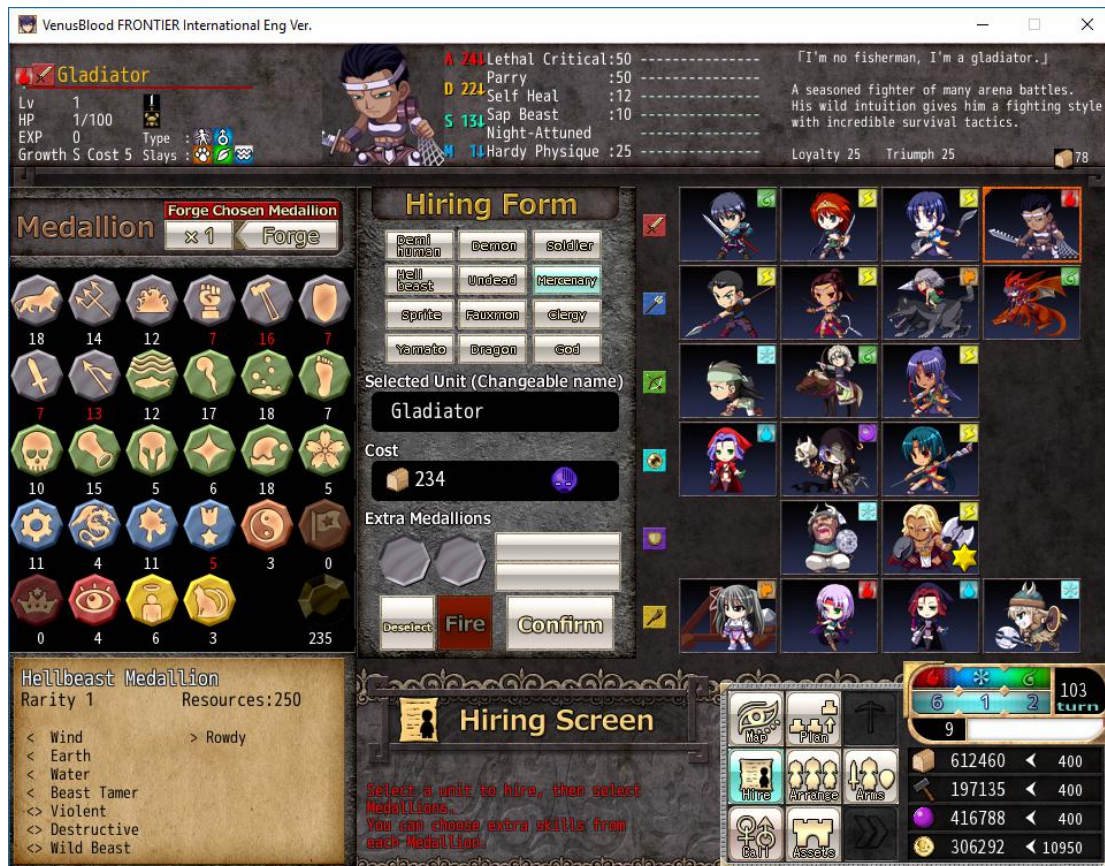 VenusBlood FRONTIER International Eng Ver.
Gladiator
Lv 1
HP 1/100
EXP 0
Type :
Growth S Cost 5 Slays :
A 24
D 22
S 13
M 1
Lethal Critical:50
Parry :50
Self Heal :12
Sap Beast :10
Night-Attuned
Hardy Physique :25
「I'm no fisherman, I'm a gladiator.」
A seasoned fighter of many arena battles.
His wild intuition gives him a fighting style
with incredible survival tactics.
Loyalty 25 Triumph 25
78
Medallion
Forge Chosen Medallion
x 1 Forge
18 14 12 7 16 7
7 13 12 17 18 7
10 15 5 6 18 5
11 4 11 5 3 0
0 4 6 3 235
Hiring Form
Demi human Demon Soldier
Hell beast Undead Mercenary
Sprite Fauxmon Clergy
Yamato Dragon God
Selected Unit (Changeable name)
Gladiator
Cost
234
Extra Medallions
Deselect Fire Confirm
Hellbeast Medallion
Rarity 1 Resources:250
< Wind > Rowdy
< Earth
< Water
< Beast Tamer
<> Violent
<> Destructive
<> Wild Beast
Hiring Screen
Select a unit to hire, then select
Medallions.
You can choose extra skills from
each Medallion.
Map Plan
Hire Arrange Arms
Call Assets
6 1 2
103
turn
9
612460 400
197135 400
416788 400
306292 10950